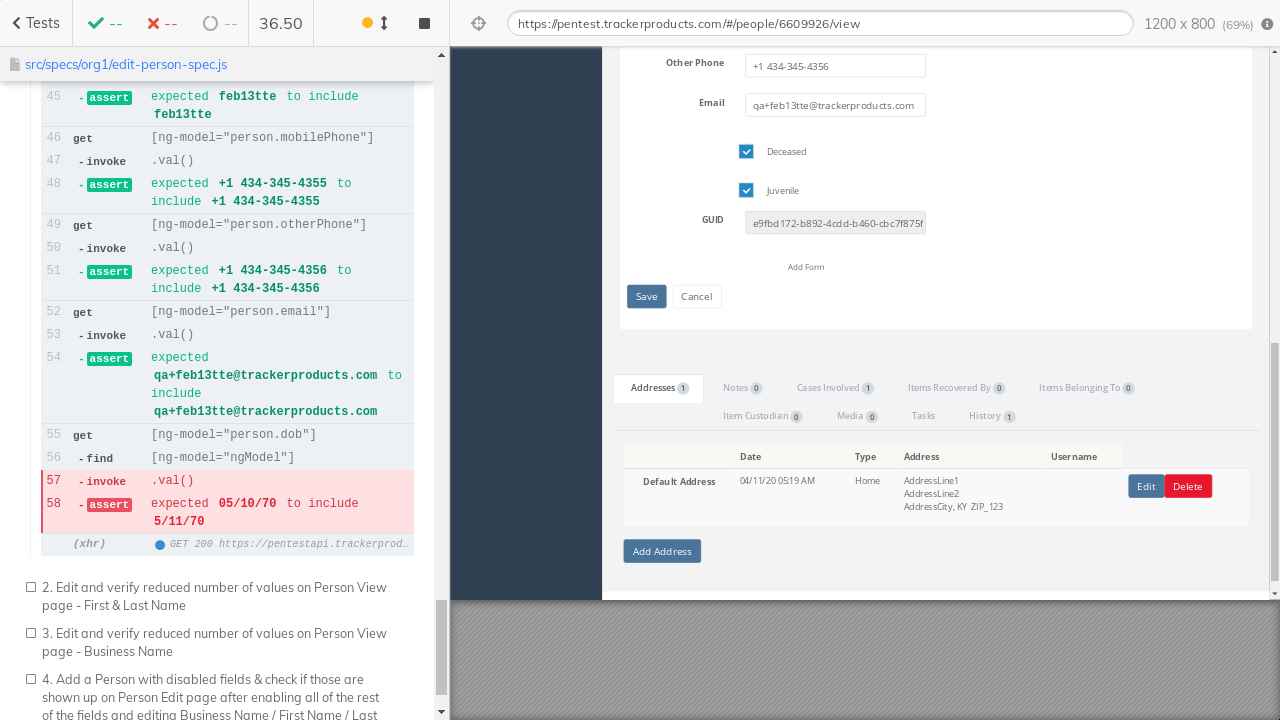 Tests
--
--
--
36.50
https://pentest.trackerproducts.com/#/people/6609926/view
1200 x 800 (69%)
src/specs/org1/edit-person-spec.js
45 - assert expected feb13tte to include
feb13tte
46 get [ng-model="person.mobilePhone"]
47 - invoke .val()
48 - assert expected +1 434-345-4355 to
include +1 434-345-4355
49 get [ng-model="person.otherPhone"]
50 - invoke .val()
51 - assert expected +1 434-345-4356 to
include +1 434-345-4356
52 get [ng-model="person.email"]
53 - invoke .val()
54 - assert expected
qa+feb13tte@trackerproducts.com to
include
qa+feb13tte@trackerproducts.com
55 get [ng-model="person.dob"]
56 - find [ng-model="ngModel"]
57 - invoke .val()
58 - assert expected 05/10/70 to include
5/11/70
(xhr) GET 200 https://pentestapi.trackerprod…
2. Edit and verify reduced number of values on Person View
page - First & Last Name
3. Edit and verify reduced number of values on Person View
page - Business Name
4. Add a Person with disabled fields & check if those are
shown up on Person Edit page after enabling all of the rest
of the fields and editing Business Name / First Name / Last
Other Phone +1 434-345-4356
Email qa+feb13tte@trackerproducts.com
Deceased
Juvenile
GUID e9fbd172-b892-4cdd-b460-cbc7f875f
Add Form
Save Cancel
Addresses 1 Notes 0 Cases Involved 1 Items Recovered By 0 Items Belonging To 0
Item Custodian 0 Media 0 Tasks History 1
Date Type Address Username
Default Address 04/11/20 05:19 AM Home AddressLine1 Edit Delete
AddressLine2
AddressCity, KY ZIP_123
Add Address